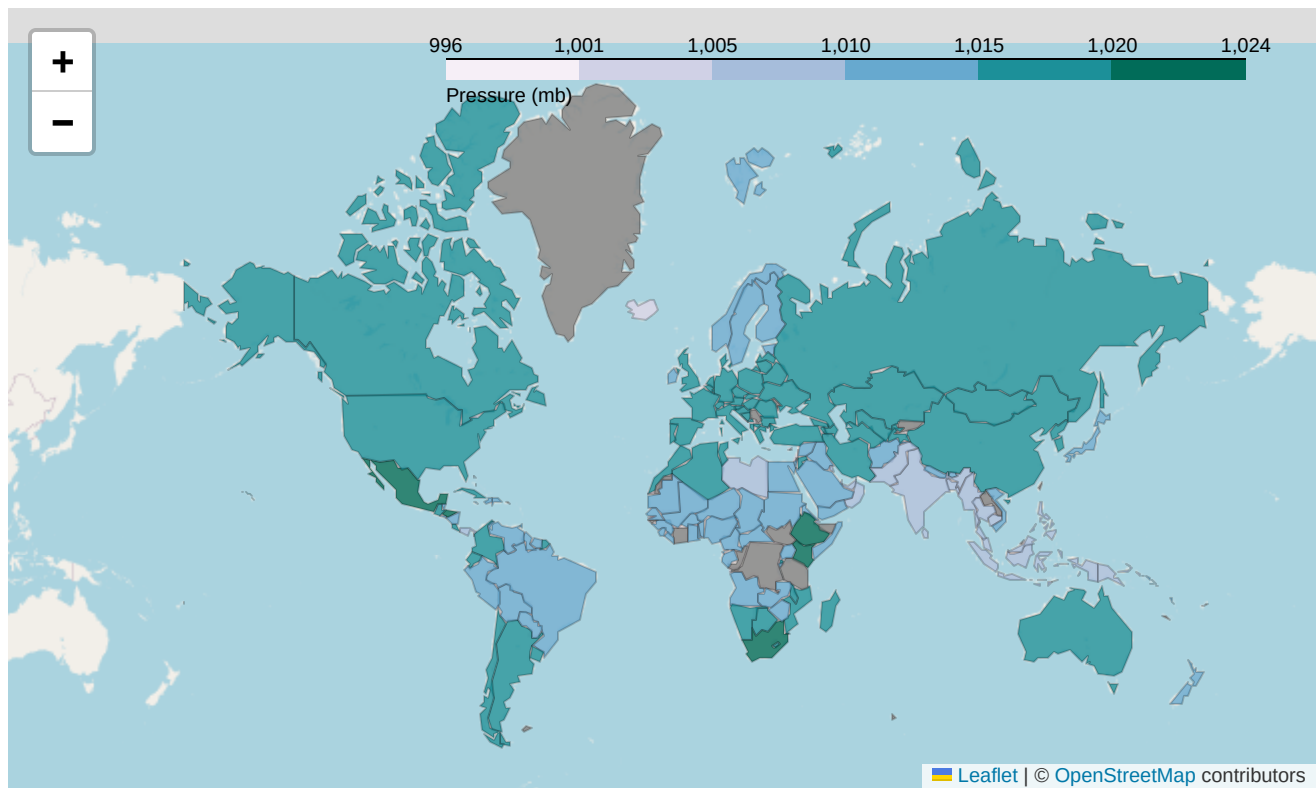 +
−
996 1,001 1,005 1,010 1,015 1,020 1,024
Pressure (mb)
Leaflet | © OpenStreetMap contributors